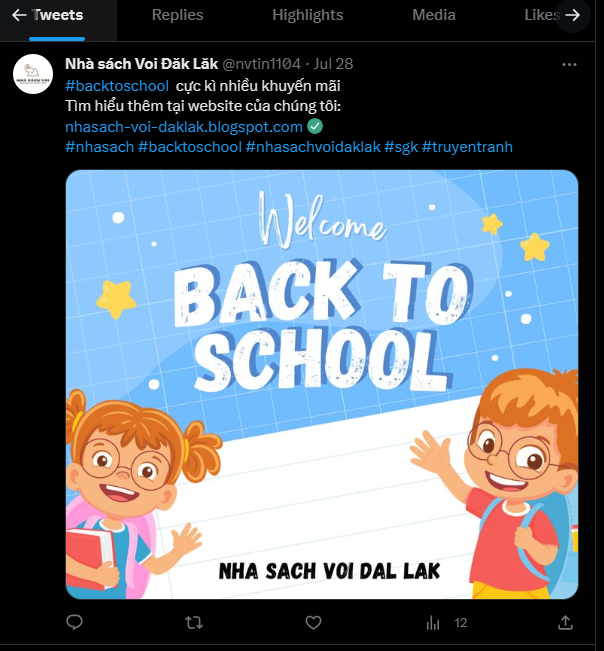 Tweets Replies Highlights Media Likes
Nhà sách Voi Đăk Lăk @nvtin1104 · Jul 28
#backtoschool cực kì nhiều khuyến mãi
Tìm hiểu thêm tại website của chúng tôi:
nhasach-voi-daklak.blogspot.com
#nhasach #backtoschool #nhasachvoidaklak #sgk #truyentranh
Welcome
BACK TO
SCHOOL
NHA SACH VOI DAL LAK
12